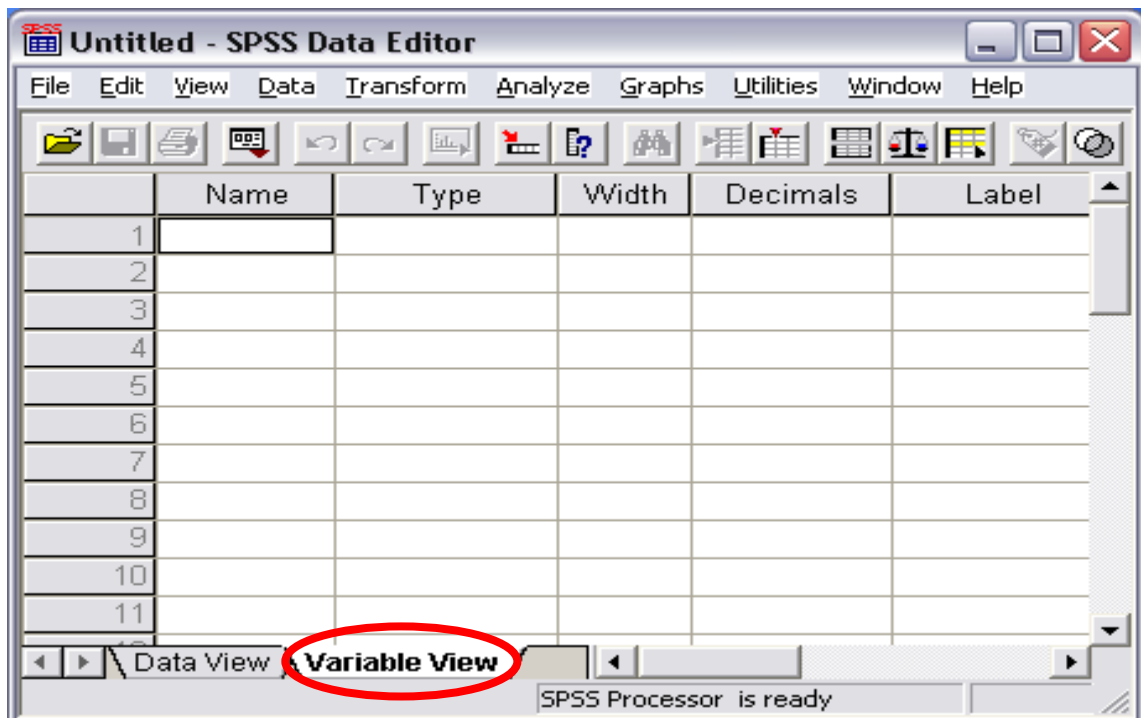 Untitled - SPSS Data Editor
File Edit View Data Transform Analyze Graphs Utilities Window Help
Name Type Width Decimals Label
1
2
3
4
5
6
7
8
9
10
11
Data View Variable View
SPSS Processor is ready